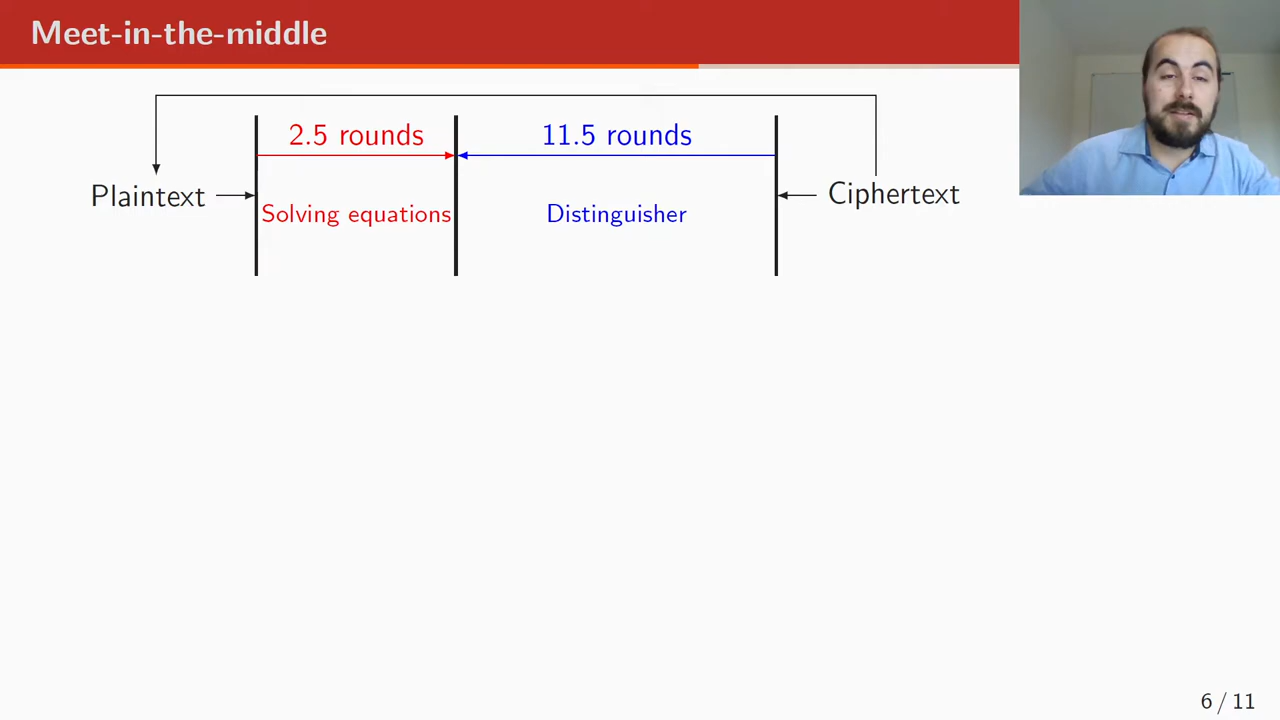 Meet-in-the-middle
2.5 rounds
11.5 rounds
Plaintext
Solving equations
Distinguisher
Ciphertext
6 / 11